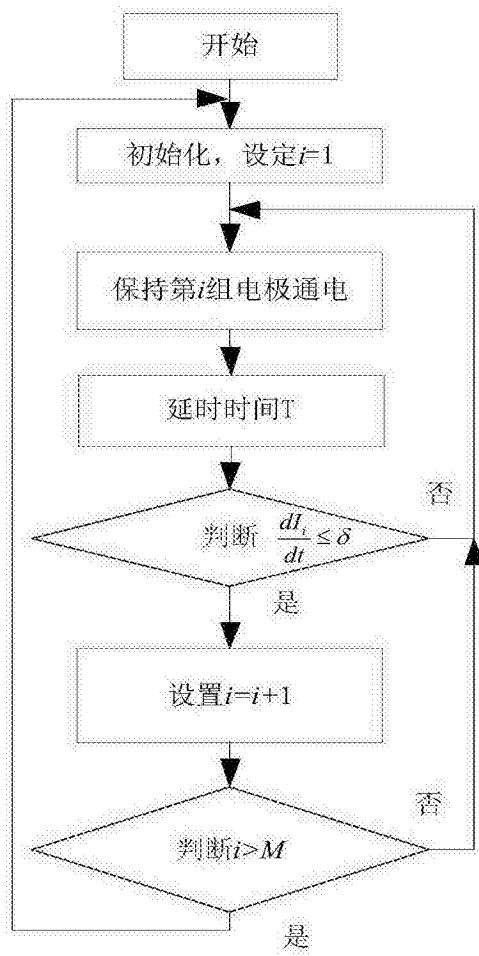 开始
初始化，设定i=1
保持第i组电极通电
延时时间T
否
判断 dI_i/dt ≤ δ
是
设置i=i+1
否
判断i>M
是